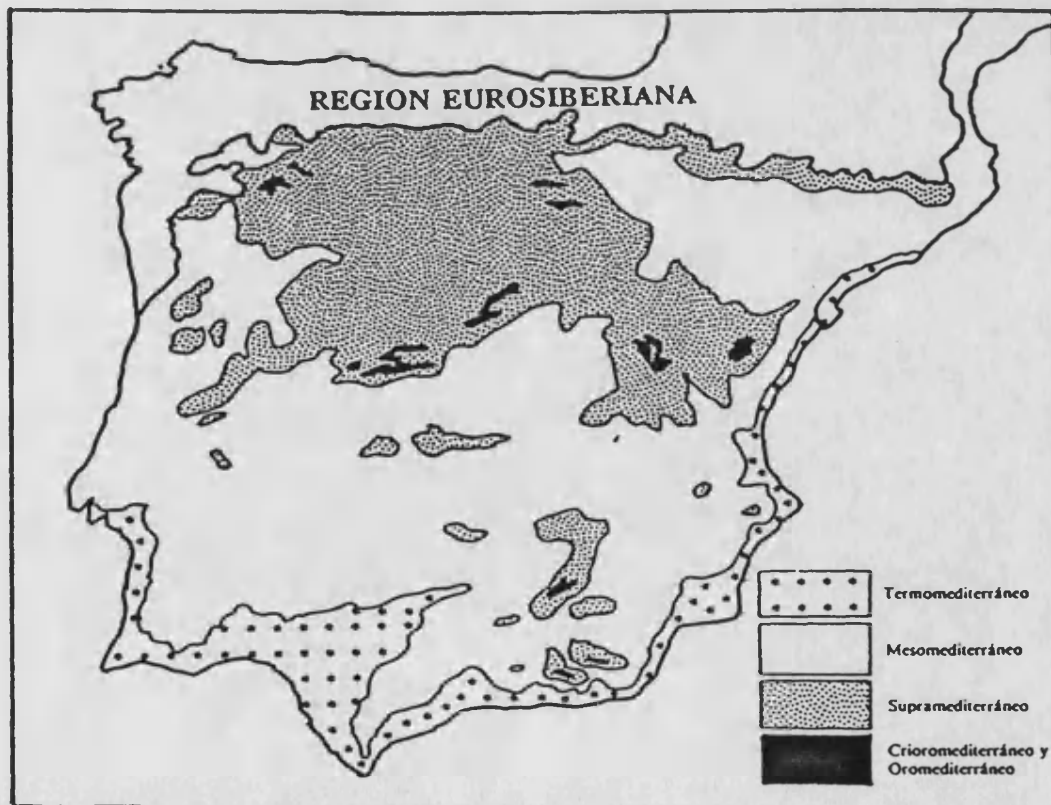 REGION EUROSIBERIANA
Termomediterráneo
Mesomediterráneo
Supramediterráneo
Crioromediterráneo y
Oromediterráneo